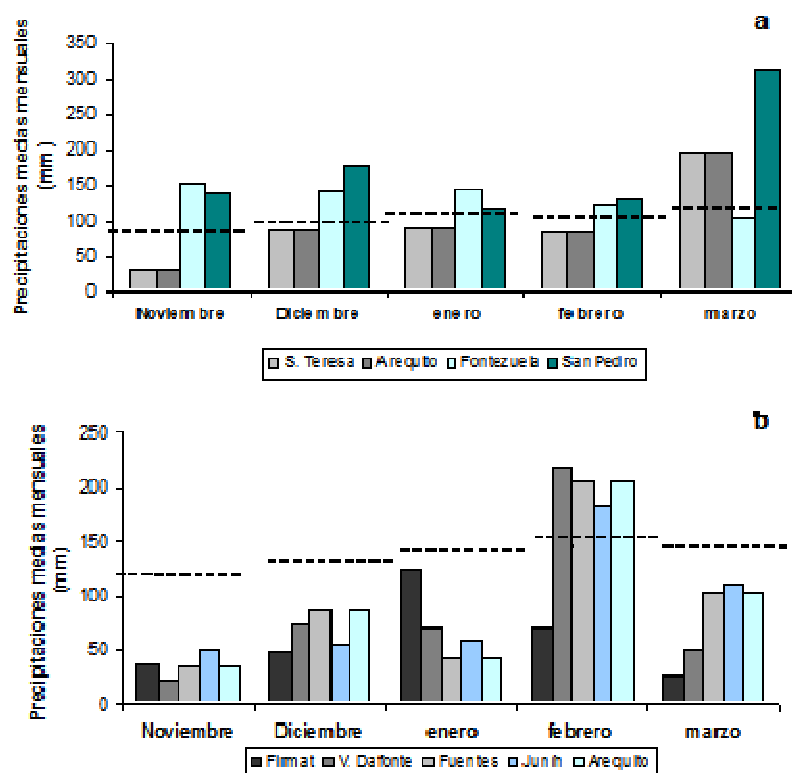 a
Precipitaciones medias mensuales
(mm)
350
300
250
200
150
100
50
0
Noviembre Diciembre enero febrero marzo
S. Teresa Arequito Fontezuela San Pedro
b
Precipitaciones medias mensuales
(mm)
250
200
150
100
50
0
Noviembre Diciembre enero febrero marzo
Firmat V. Dafonte Fuentes Junín Arequito